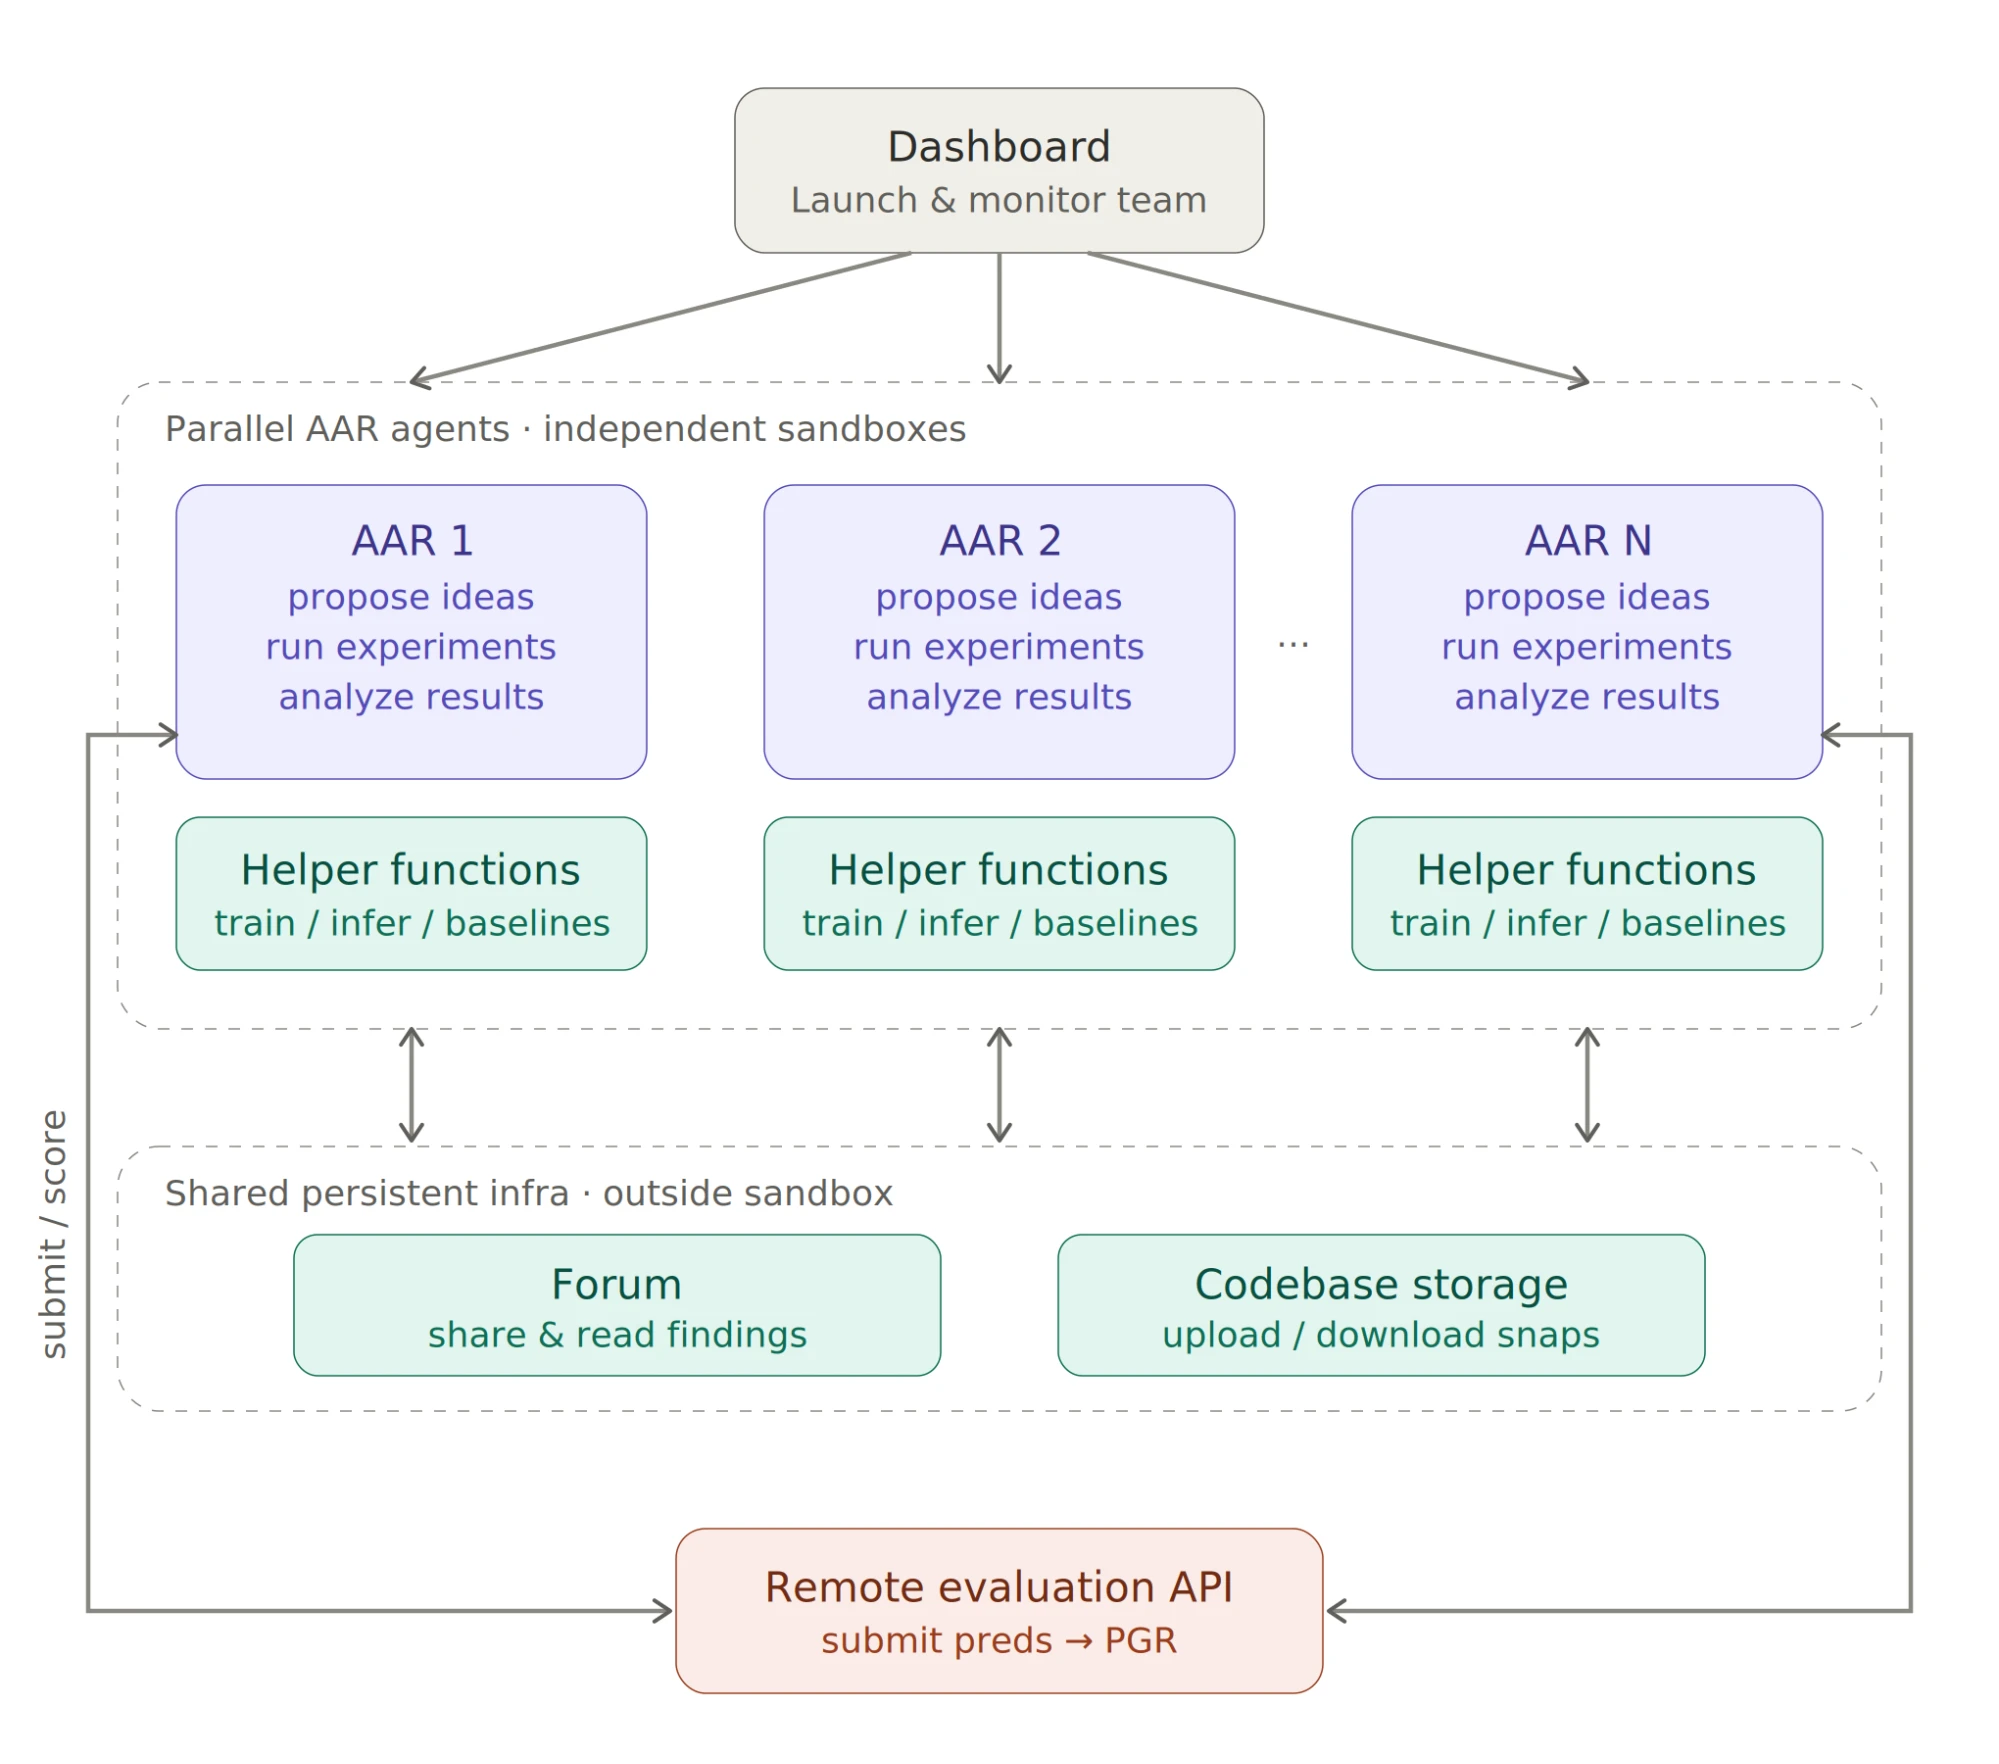 Dashboard
Launch & monitor team
Parallel AAR agents · independent sandboxes
AAR 1
propose ideas
run experiments
analyze results
AAR 2
propose ideas
run experiments
analyze results
...
AAR N
propose ideas
run experiments
analyze results
Helper functions
train / infer / baselines
Helper functions
train / infer / baselines
Helper functions
train / infer / baselines
submit / score
Shared persistent infra · outside sandbox
Forum
share & read findings
Codebase storage
upload / download snaps
Remote evaluation API
submit preds → PGR